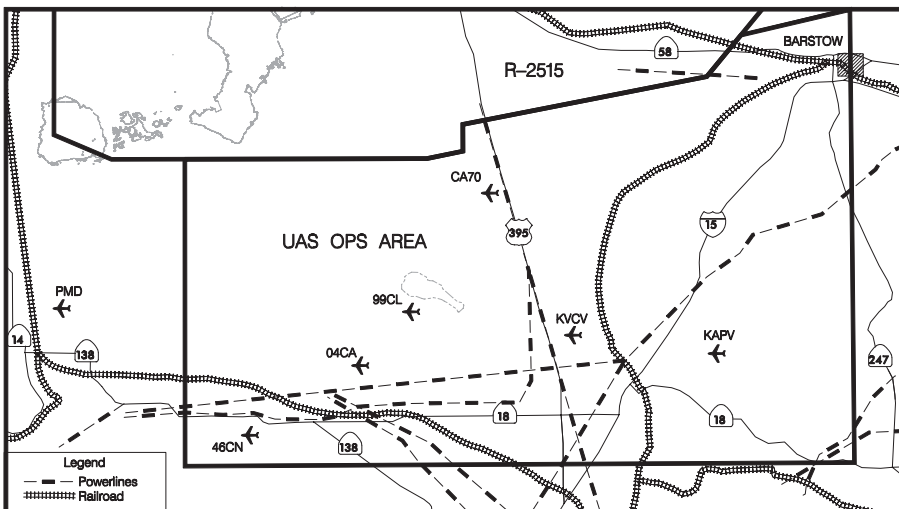 BARSTOW
58
R-2515
CA70
395
15
UAS OPS AREA
PMD
99CL
KVCV
KAPV
14
138
04CA
247
18
18
46CN
138
Legend
Powerlines
Railroad